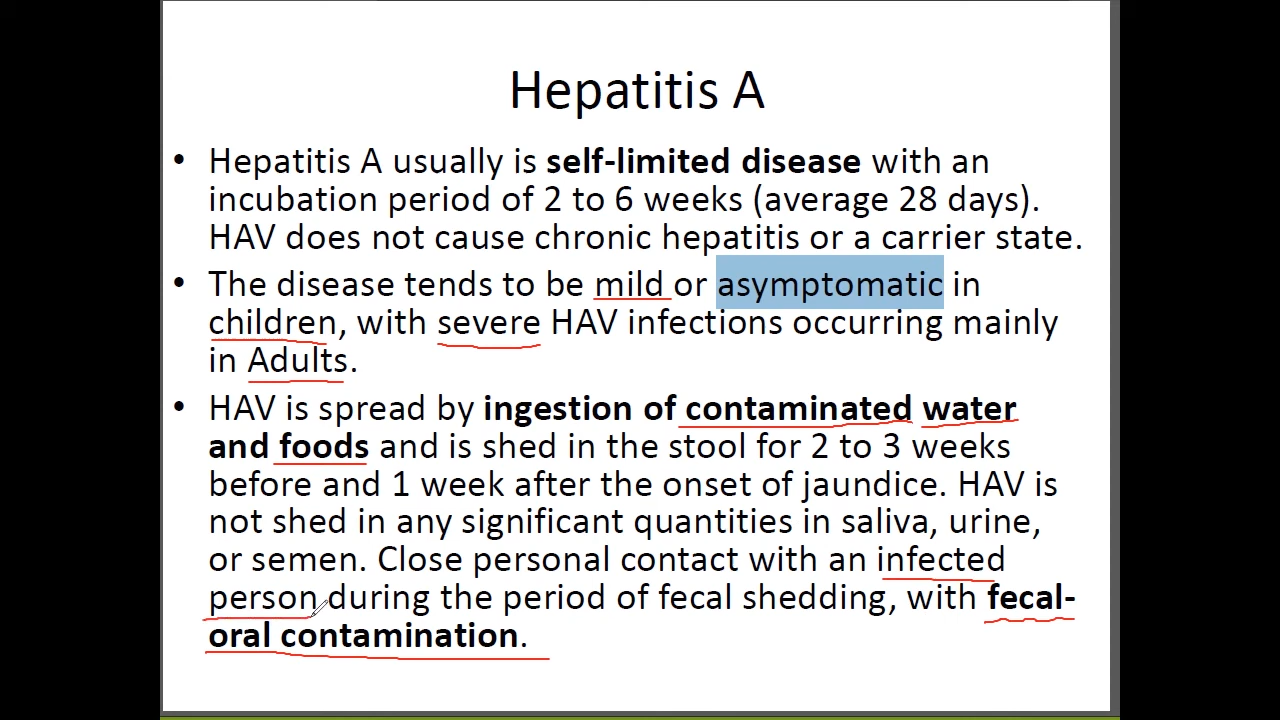 Hepatitis A
• Hepatitis A usually is self-limited disease with an
incubation period of 2 to 6 weeks (average 28 days).
HAV does not cause chronic hepatitis or a carrier state.
• The disease tends to be mild or asymptomatic in
children, with severe HAV infections occurring mainly
in Adults.
• HAV is spread by ingestion of contaminated water
and foods and is shed in the stool for 2 to 3 weeks
before and 1 week after the onset of jaundice. HAV is
not shed in any significant quantities in saliva, urine,
or semen. Close personal contact with an infected
person during the period of fecal shedding, with fecal-
oral contamination.